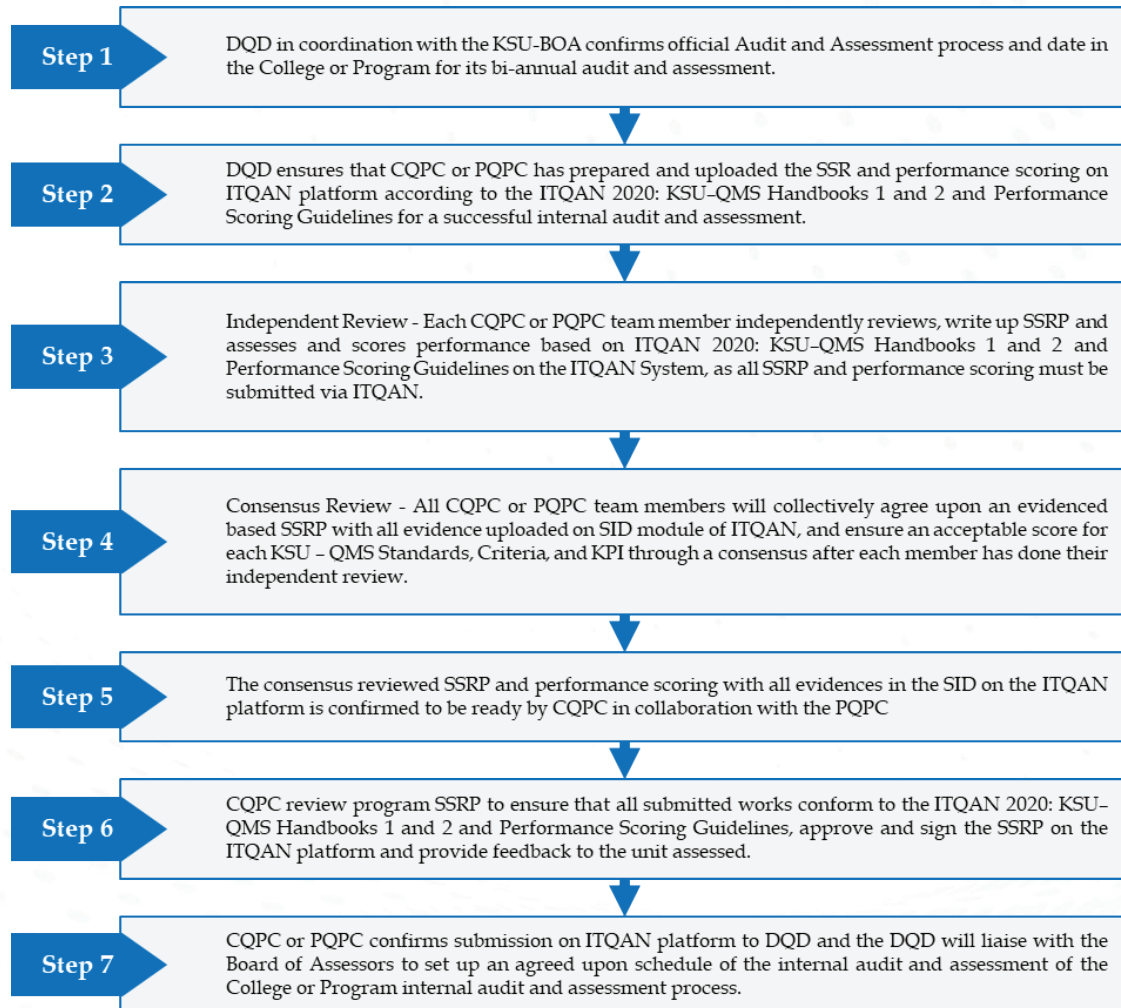 Step 1
DQD in coordination with the KSU-BOA confirms official Audit and Assessment process and date in
the College or Program for its bi-annual audit and assessment.
Step 2
DQD ensures that CQPC or PQPC has prepared and uploaded the SSR and performance scoring on
ITQAN platform according to the ITQAN 2020: KSU–QMS Handbooks 1 and 2 and Performance
Scoring Guidelines for a successful internal audit and assessment.
Step 3
Independent Review - Each CQPC or PQPC team member independently reviews, write up SSRP and
assesses and scores performance based on ITQAN 2020: KSU–QMS Handbooks 1 and 2 and
Performance Scoring Guidelines on the ITQAN System, as all SSRP and performance scoring must be
submitted via ITQAN.
Step 4
Consensus Review - All CQPC or PQPC team members will collectively agree upon an evidenced
based SSRP with all evidence uploaded on SID module of ITQAN, and ensure an acceptable score for
each KSU – QMS Standards, Criteria, and KPI through a consensus after each member has done their
independent review.
Step 5
The consensus reviewed SSRP and performance scoring with all evidences in the SID on the ITQAN
platform is confirmed to be ready by CQPC in collaboration with the PQPC
Step 6
CQPC review program SSRP to ensure that all submitted works conform to the ITQAN 2020: KSU–
QMS Handbooks 1 and 2 and Performance Scoring Guidelines, approve and sign the SSRP on the
ITQAN platform and provide feedback to the unit assessed.
Step 7
CQPC or PQPC confirms submission on ITQAN platform to DQD and the DQD will liaise with the
Board of Assessors to set up an agreed upon schedule of the internal audit and assessment of the
College or Program internal audit and assessment process.